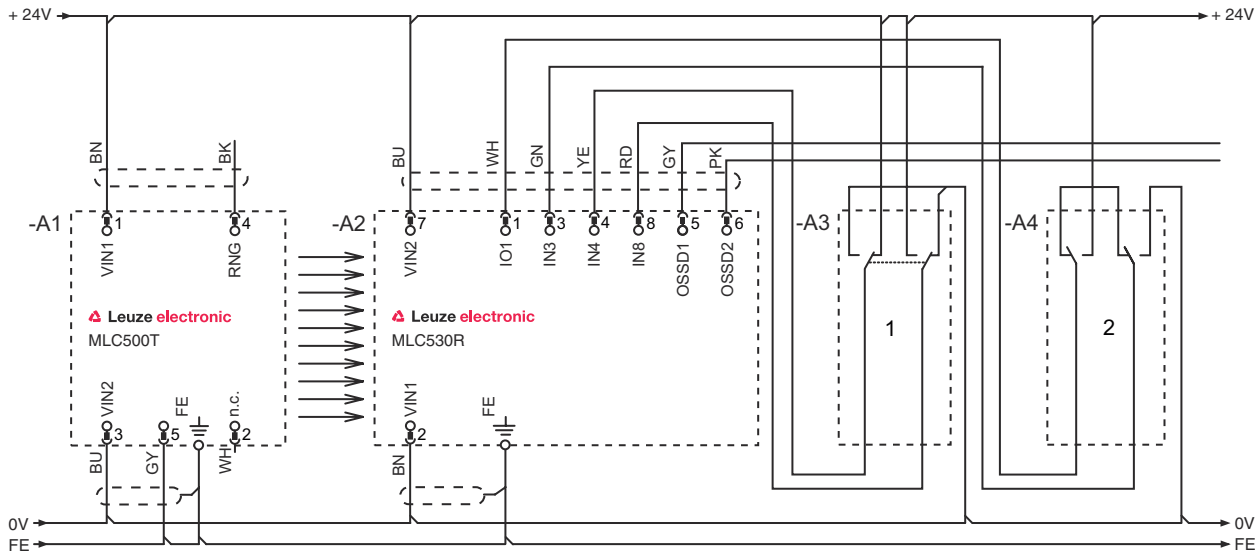 + 24V
+ 24V
BN
BK
BU
WH
GN
YE
RD
GY
PK
-A1
1
4
VIN1
RNG
-A2
7
1
3
4
8
5
6
VIN2
IO1
IN3
IN4
IN8
OSSD1
OSSD2
-A3
-A4
Leuze electronic
MLC500T
Leuze electronic
MLC530R
1
2
VIN2
FE
n.c.
3
5
2
VIN1
FE
2
BU
GY
WH
BN
0V
0V
FE
FE